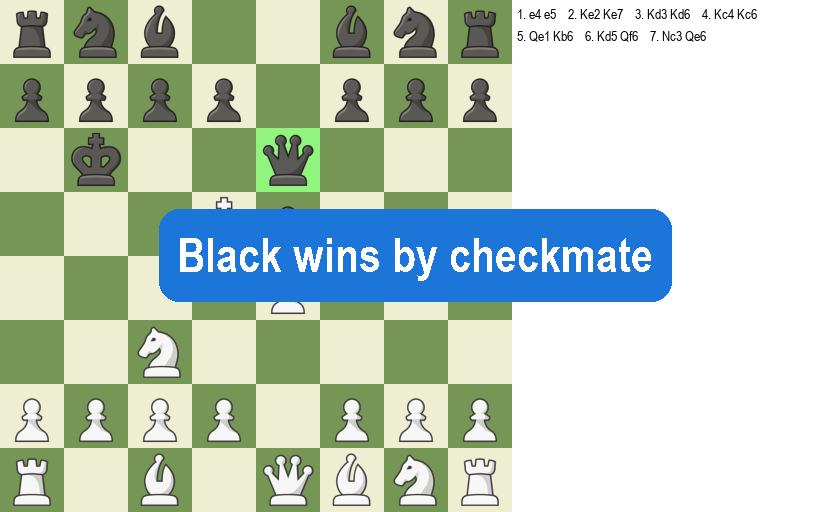 1. e4 e5 2. Ke2 Ke7 3. Kd3 Kd6 4. Kc4 Kc6
5. Qe1 Kb6 6. Kd5 Qf6 7. Nc3 Qe6
Black wins by checkmate